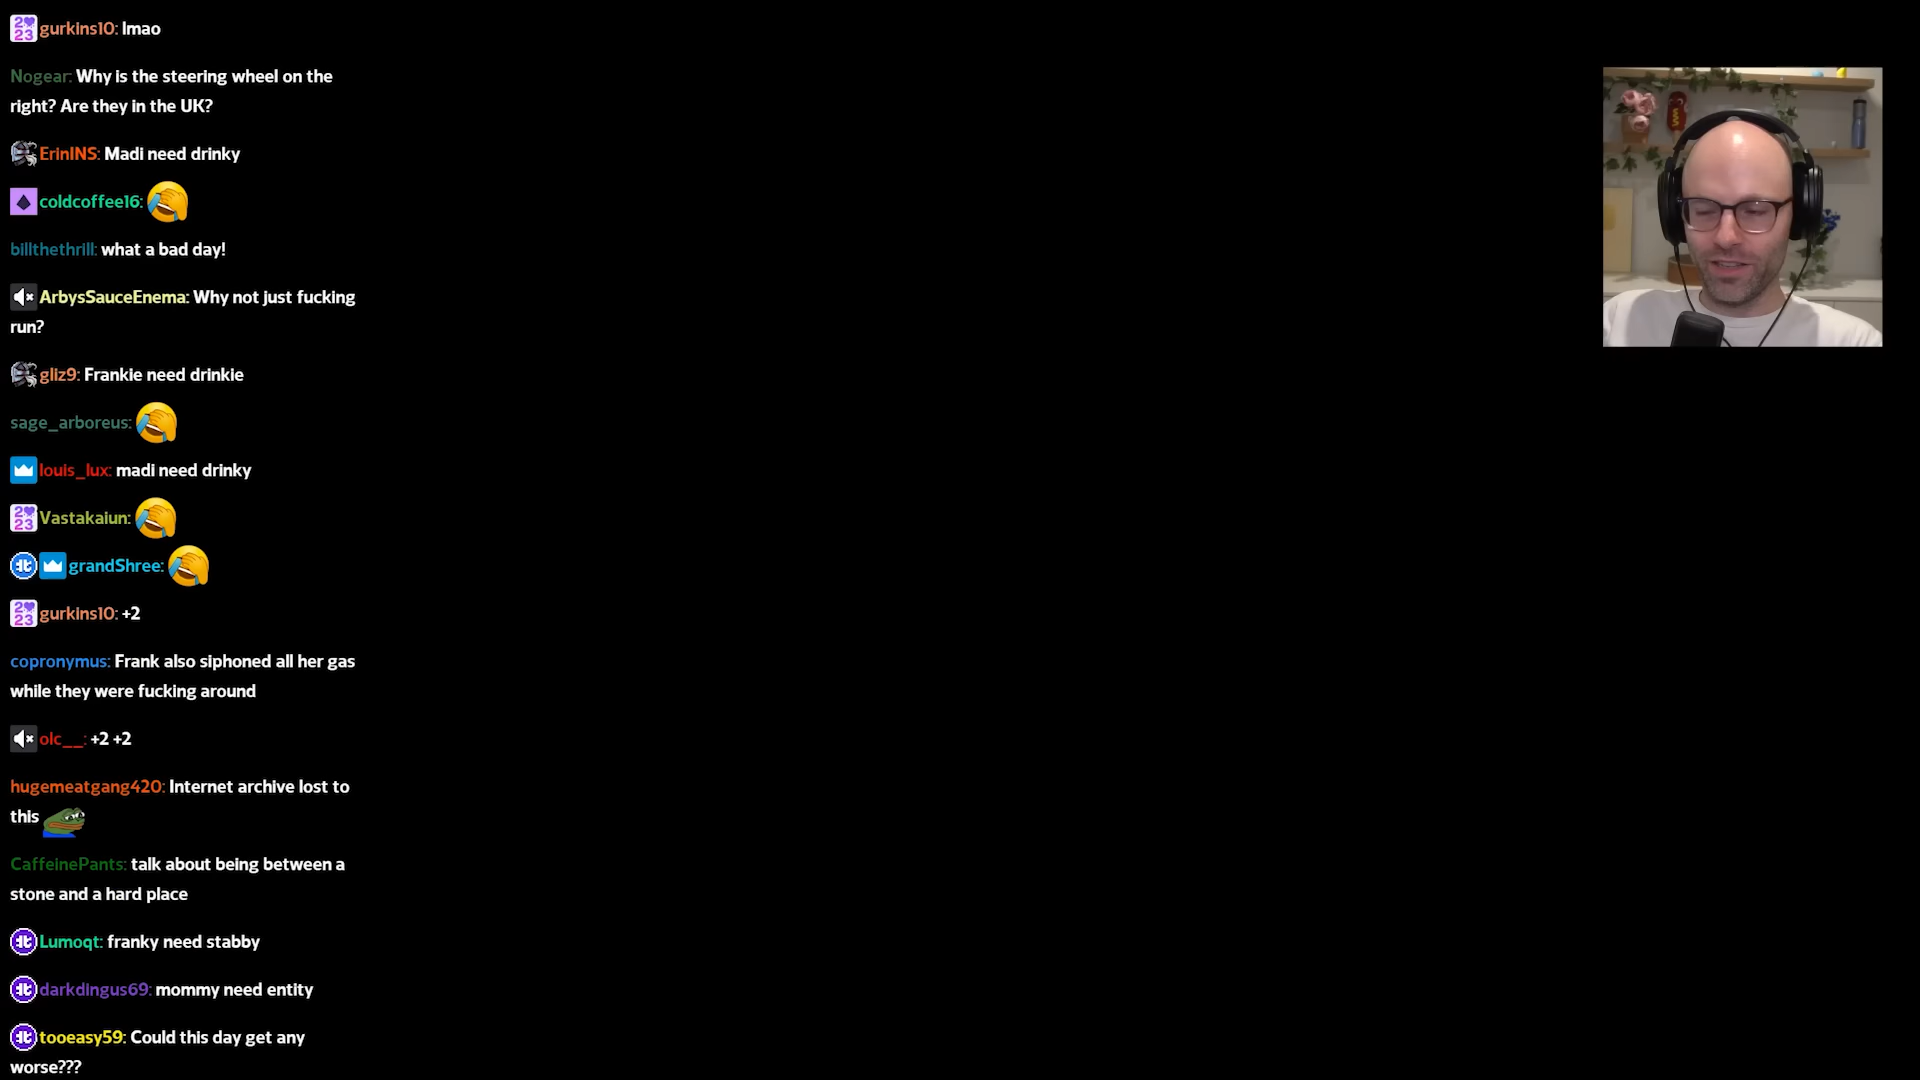 gurkins10: lmao
Nogear: Why is the steering wheel on the
right? Are they in the UK?
ErinINS: Madi need drinky
coldcoffee16:
billthethrill: what a bad day!
ArbysSauceEnema: Why not just fucking
run?
gliz9: Frankie need drinkie
sage_arboreus:
louis_lux: madi need drinky
Vastakaiun:
grandShree:
gurkins10: +2
copronymus: Frank also siphoned all her gas
while they were fucking around
olc__: +2 +2
hugemeatgang420: Internet archive lost to
this
CaffeinePants: talk about being between a
stone and a hard place
Lumoqt: franky need stabby
darkdingus69: mommy need entity
tooeasy59: Could this day get any
worse???